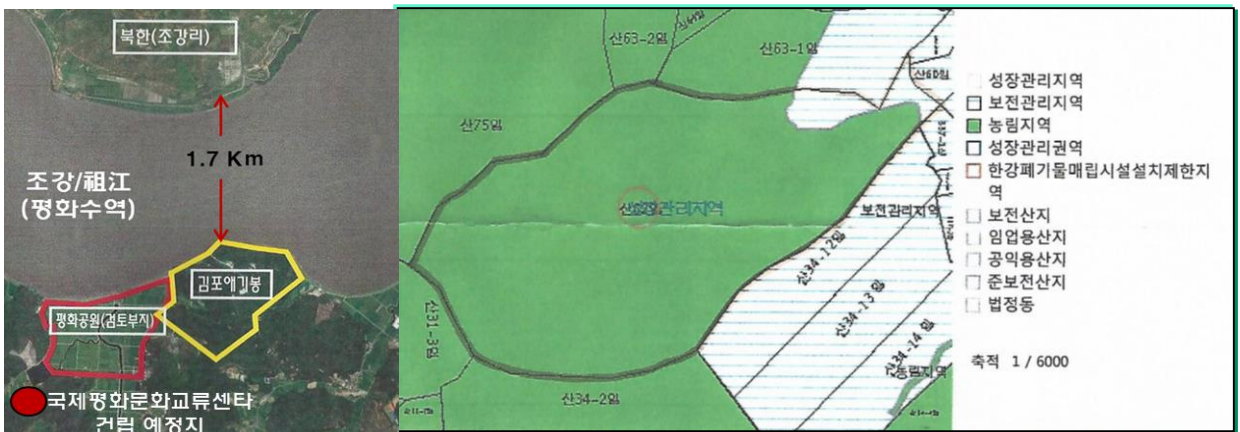 북한(조강리)
1.7 Km
조강/祖江
(평화수역)
김포애기봉
평화공원(검토부지)
국제평화문화교류센타
건립 예정지
산63-2임
산63-1임
산60임
산75임
관리지역
보전관리지역
산34-12임
산34-13임
산34-14임
농림지역
산31-3임
산34-2임
성장관리지역
보전관리지역
농림지역
성장관리권역
한강폐기물매립시설설치제한지
역
보전산지
임업용산지
공익용산지
준보전산지
법정동
축적 1 / 6000